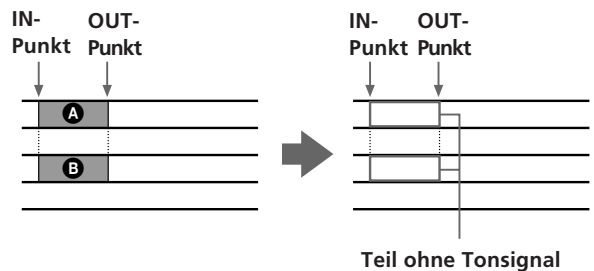 IN-
Punkt
OUT-
Punkt
IN-
Punkt
OUT-
Punkt
A
B
Teil ohne Tonsignal